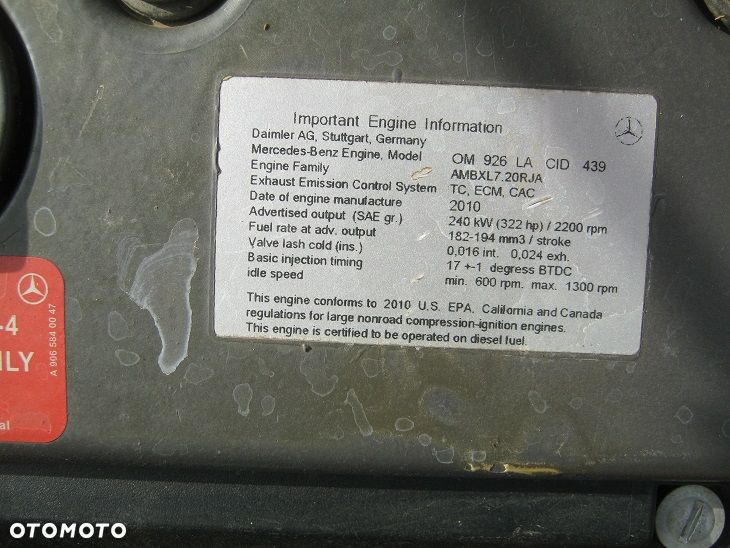 Important Engine Information
Daimler AG, Stuttgart, Germany
Mercedes-Benz Engine, Model OM 926 LA CID 439
Engine Family AMBXL7.20RJA
Exhaust Emission Control System TC, ECM, CAC
Date of engine manufacture 2010
Advertised output (SAE gr.) 240 kW (322 hp) / 2200 rpm
Fuel rate at adv. output 182-194 mm3 / stroke
Valve lash cold (ins.) 0,016 int. 0,024 exh.
Basic injection timing 17 +-1 degress BTDC
idle speed min. 600 rpm. max. 1300 rpm
This engine conforms to 2010 U.S. EPA, California and Canada
regulations for large nonroad compression-ignition engines.
This engine is certified to be operated on diesel fuel.
-4
A 906 584 00 47
OTOMOTO